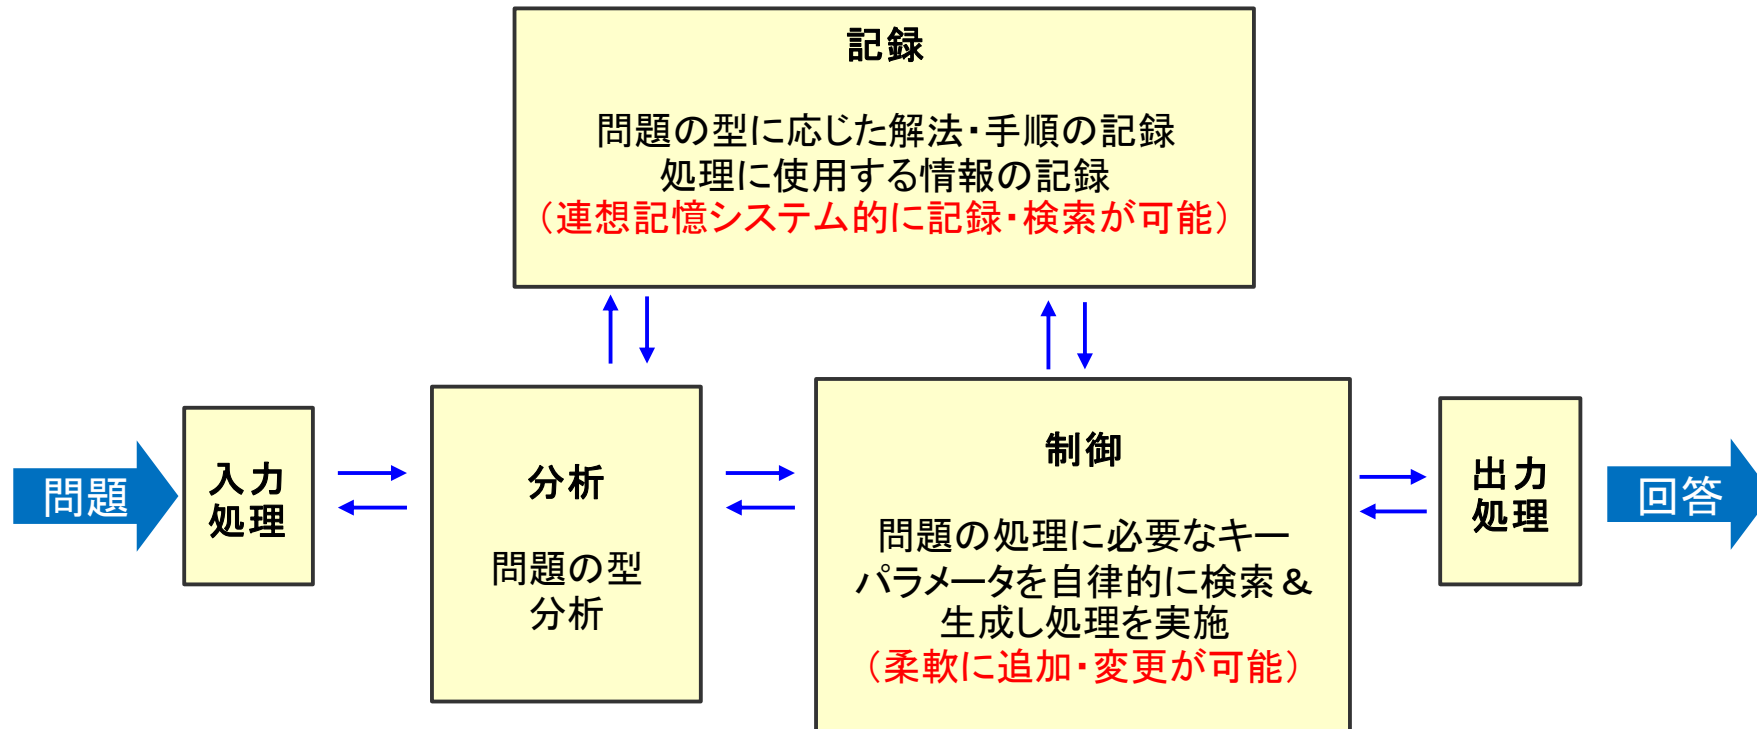 記録
問題の型に応じた解法・手順の記録
処理に使用する情報の記録
（連想記憶システム的に記録・検索が可能）
問題
入力
処理
分析
問題の型
分析
制御
問題の処理に必要なキー
パラメータを自律的に検索＆
生成し処理を実施
（柔軟に追加・変更が可能）
出力
処理
回答